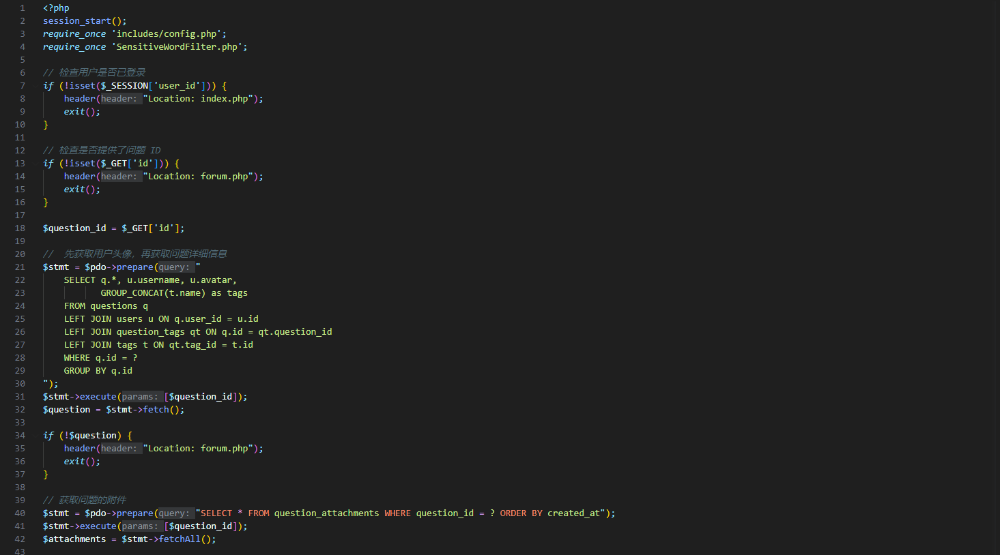 1 <?php
2 session_start();
3 require_once 'includes/config.php';
4 require_once 'SensitiveWordFilter.php';
5
6 // 检查用户是否已登录
7 if (!isset($_SESSION['user_id'])) {
8 header(header: "Location: index.php");
9 exit();
10 }
11
12 // 检查是否提供了问题 ID
13 if (!isset($_GET['id'])) {
14 header(header: "Location: forum.php");
15 exit();
16 }
17
18 $question_id = $_GET['id'];
19
20 // 先获取用户头像，再获取问题详细信息
21 $stmt = $pdo->prepare(query: "
22 SELECT q.*, u.username, u.avatar,
23 GROUP_CONCAT(t.name) as tags
24 FROM questions q
25 LEFT JOIN users u ON q.user_id = u.id
26 LEFT JOIN question_tags qt ON q.id = qt.question_id
27 LEFT JOIN tags t ON qt.tag_id = t.id
28 WHERE q.id = ?
29 GROUP BY q.id
30 ");
31 $stmt->execute(params: [$question_id]);
32 $question = $stmt->fetch();
33
34 if (!$question) {
35 header(header: "Location: forum.php");
36 exit();
37 }
38
39 // 获取问题的附件
40 $stmt = $pdo->prepare(query: "SELECT * FROM question_attachments WHERE question_id = ? ORDER BY created_at");
41 $stmt->execute(params: [$question_id]);
42 $attachments = $stmt->fetchAll();
43